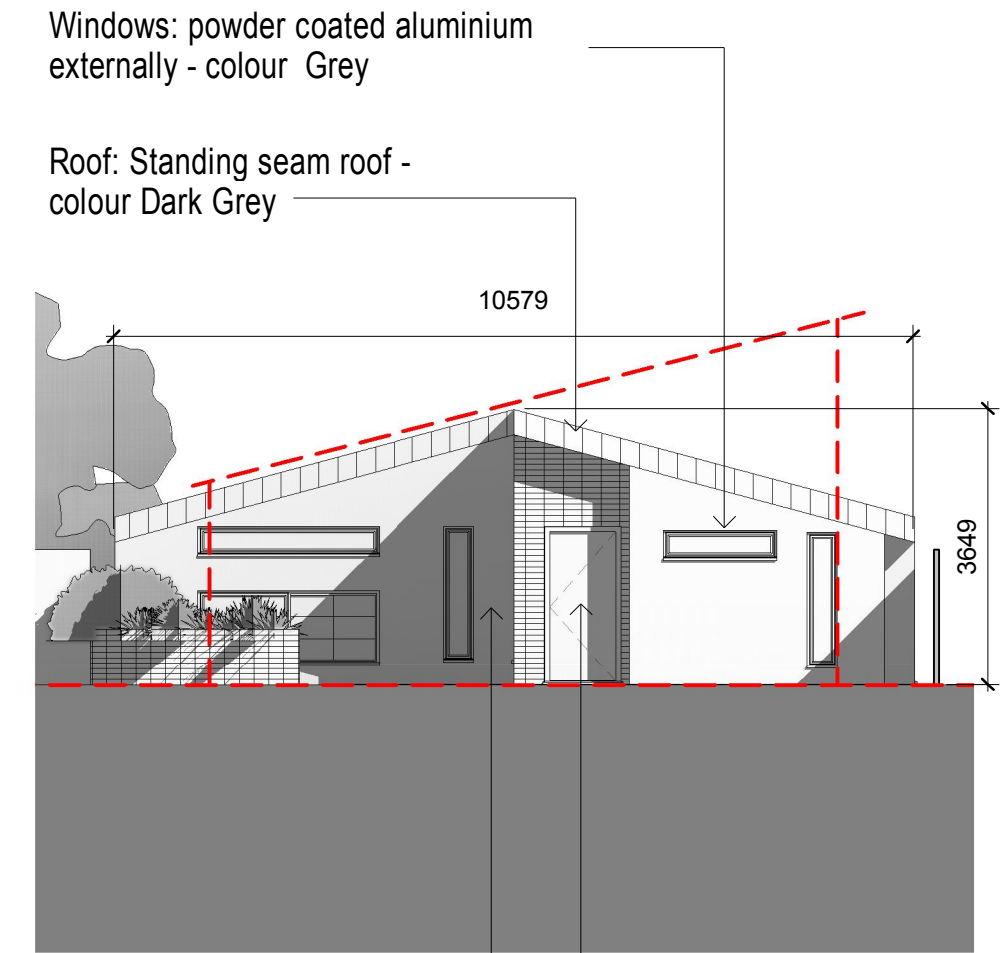 Windows: powder coated aluminium
externally - colour Grey
Roof: Standing seam roof -
colour Dark Grey
10579
3649